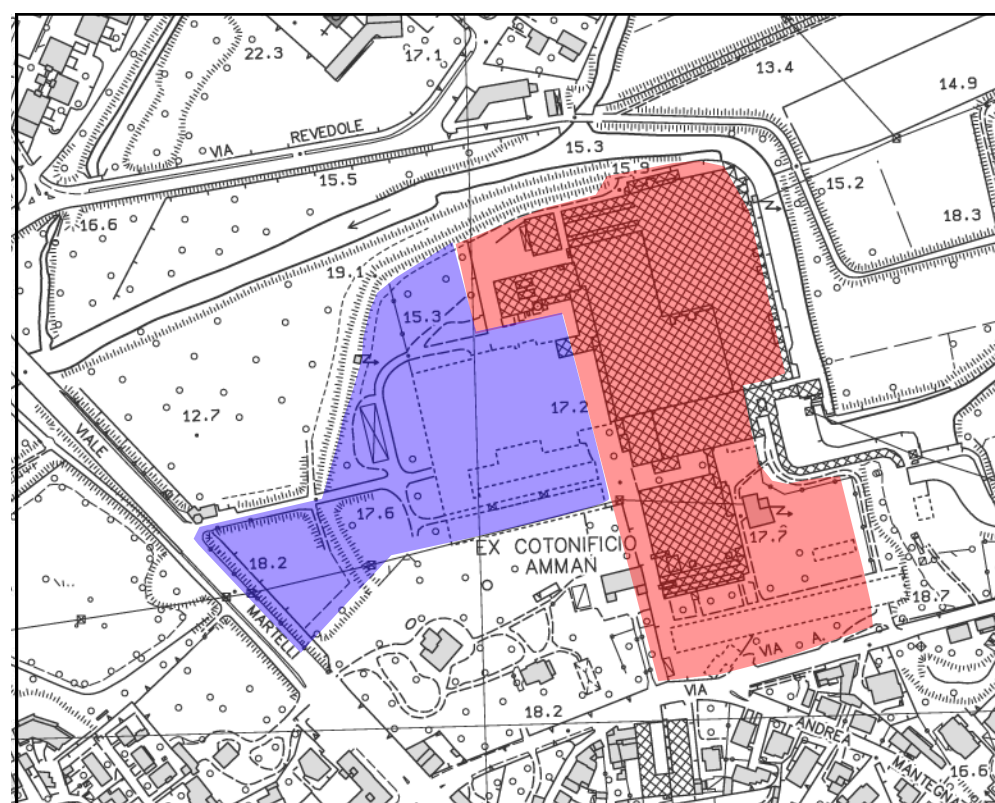 22.3
17.1
13.4
14.9
VIA REVEDOLE
15.3
15.5
15.9
15.2
16.6
18.3
19.1
15.3
17.2
12.7
VIALE
17.6
EX COTONIFICIO
AMMAN
17.7
18.2
18.7
MARTELLI
VIA A.
VIA
18.2
ANDREA
MANTEGN
16.6